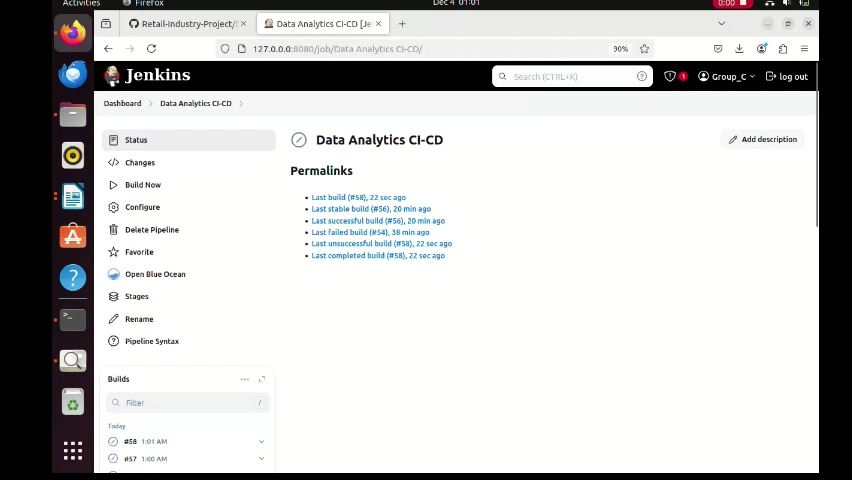 Activities
Firefox
Dec 4 01:01
0:00
Retail-Industry-Project/
Data Analytics CI-CD [Je
127.0.0.0:8080/job/Data Analytics CI-CD/
90%
Jenkins
Search (CTRL+K)
1
Group_C
log out
Dashboard
Data Analytics CI-CD
Status
Changes
Build Now
Configure
Delete Pipeline
Favorite
Open Blue Ocean
Stages
Rename
Pipeline Syntax
Data Analytics CI-CD
Add description
Permalinks
Last build (#58), 22 sec ago
Last stable build (#56), 20 min ago
Last successful build (#56), 20 min ago
Last failed build (#54), 38 min ago
Last unsuccessful build (#58), 22 sec ago
Last completed build (#58), 22 sec ago
Builds
Filter
/
Today
#58 1:01 AM
#57 1:00 AM